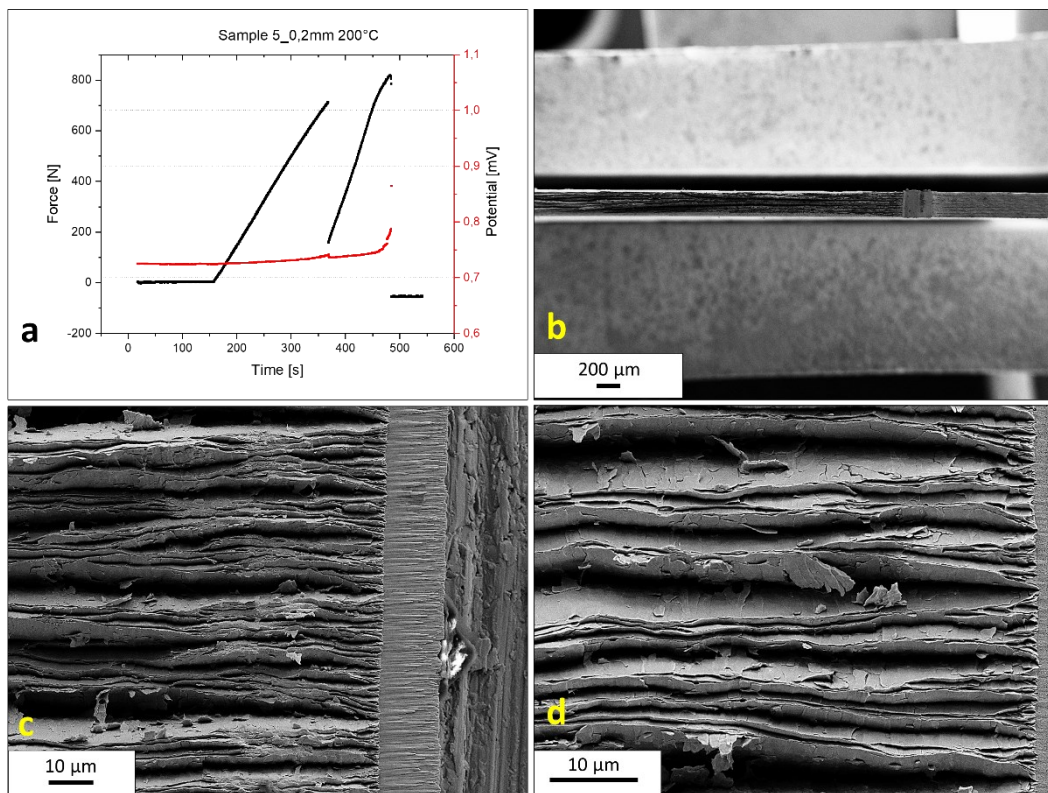 Sample 5_0,2mm 200°C
1,1
800
1,0
600
0,9
Force [N]
400
Potential [mV]
0,8
200
0,7
0
-200
0,6
0 100 200 300 400 500 600
Time [s]
a
b
200 µm
c
10 µm
d
10 µm